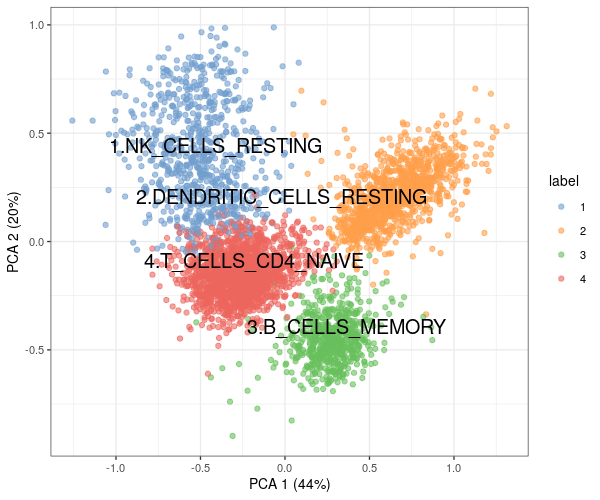 1.0
0.5
0.0
-0.5
PCA 2 (20%)
1.NK_CELLS_RESTING
2.DENDRITIC_CELLS_RESTING
4.T_CELLS_CD4_NAIVE
3.B_CELLS_MEMORY
-1.0 -0.5 0.0 0.5 1.0
PCA 1 (44%)
label
1
2
3
4